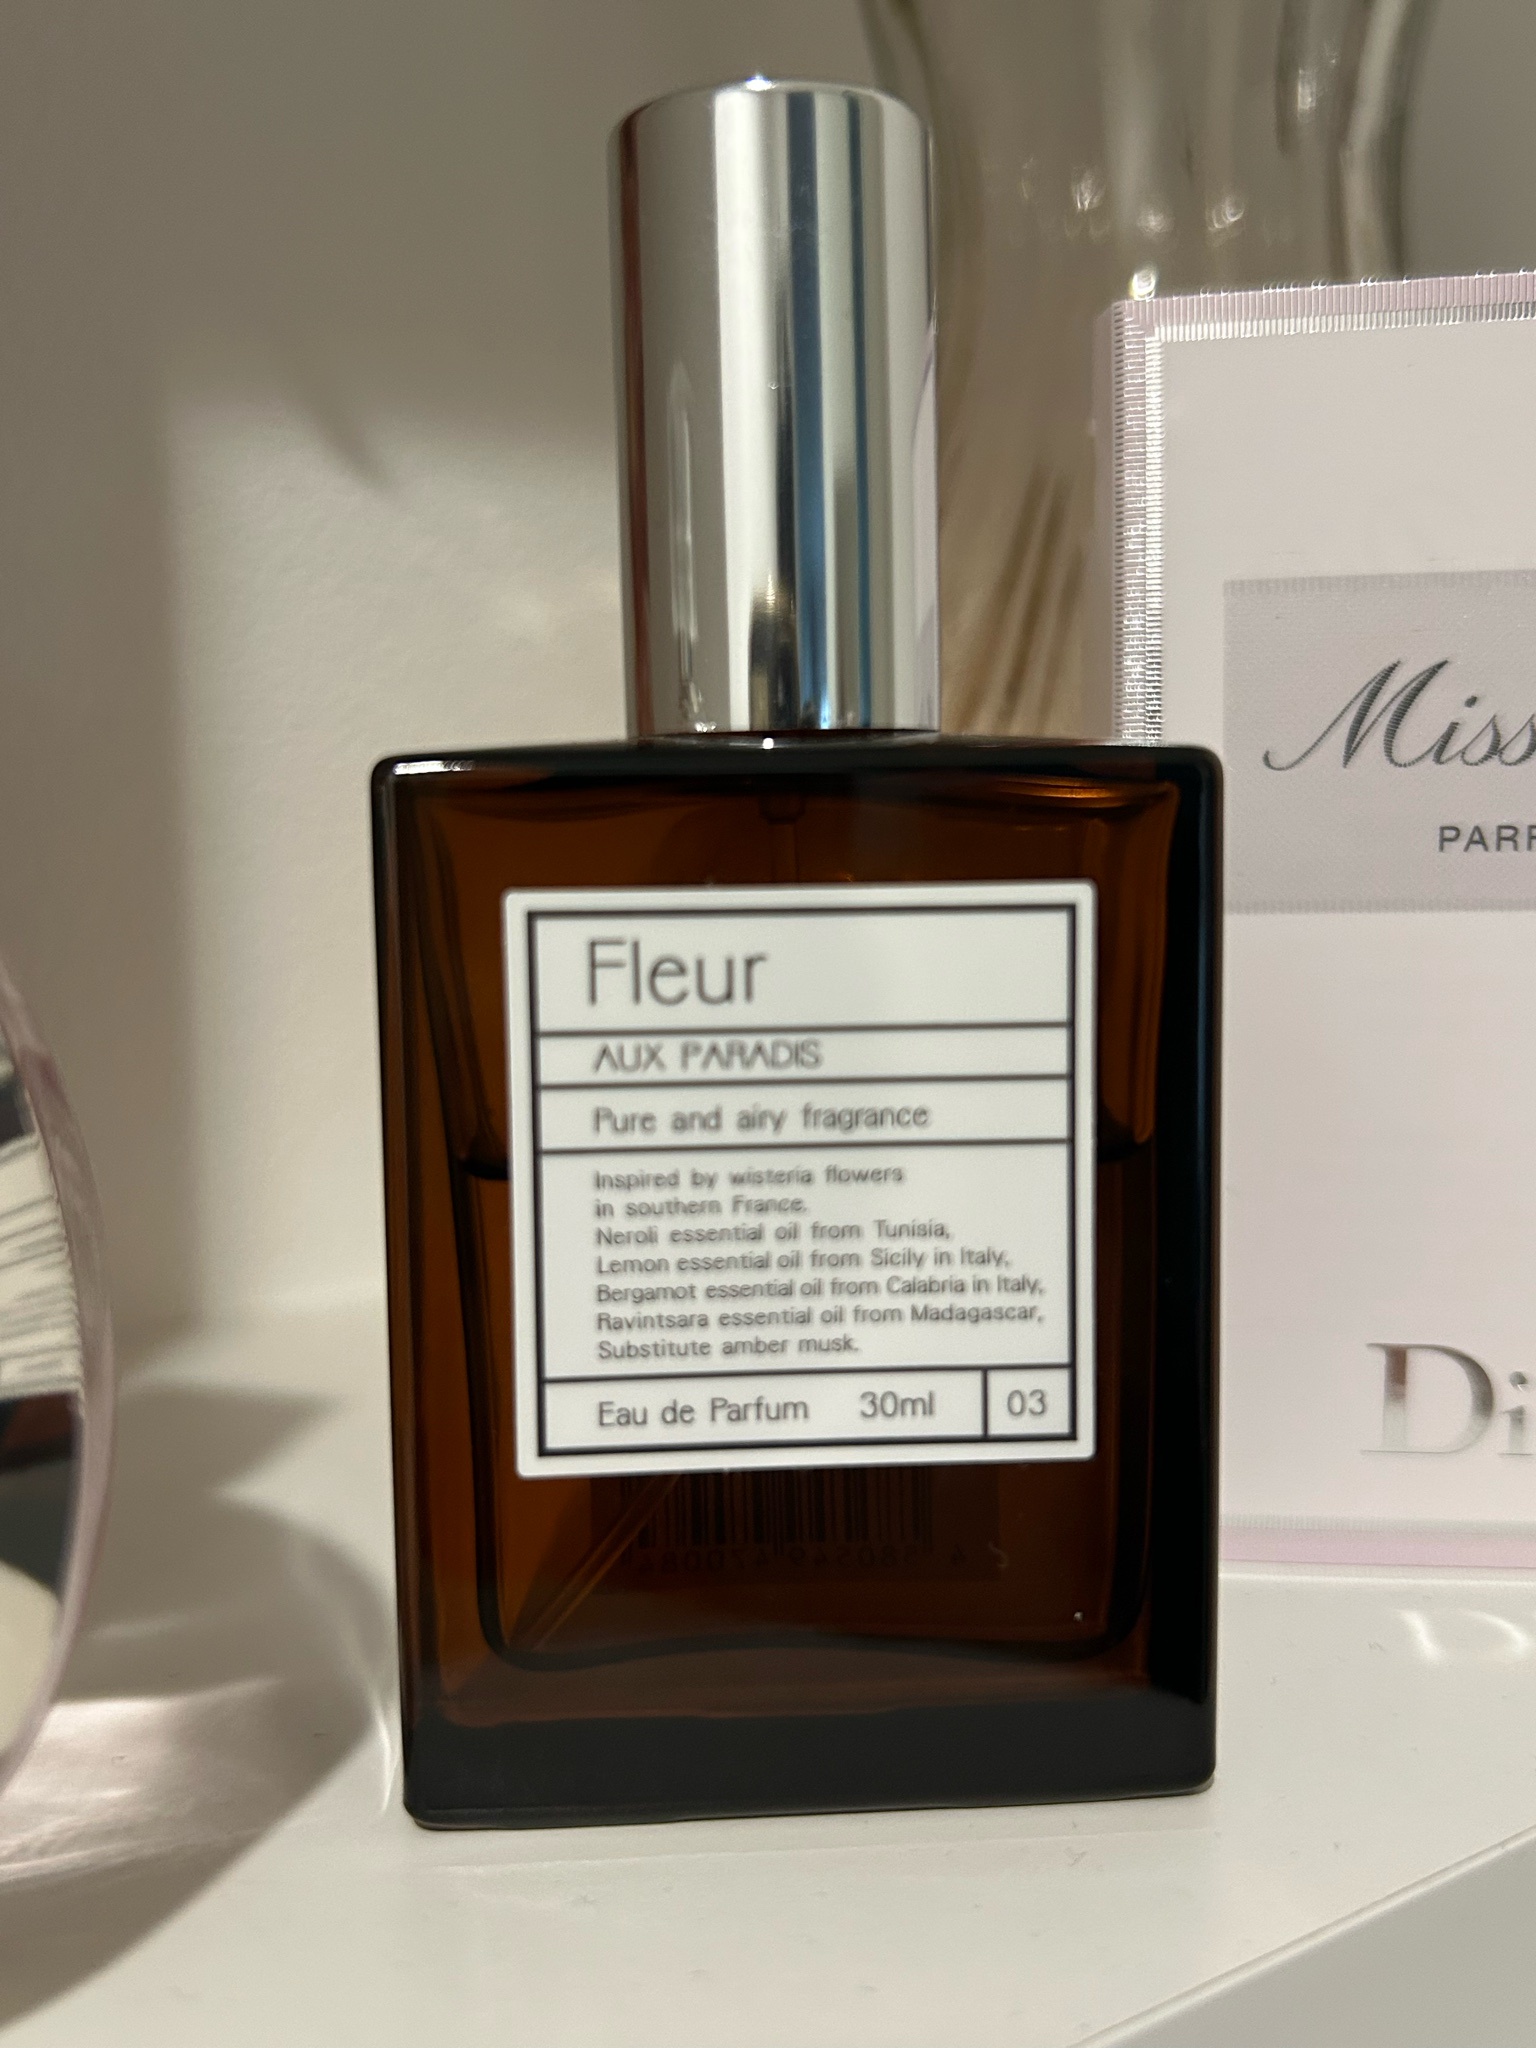 Fleur
AUX PARADIS
Pure and airy fragrance
Inspired by wisteria flowers
in southern France.
Neroli essential oil from Tunisia,
Lemon essential oil from Sicily in Italy,
Bergamot essential oil from Calabria in Italy,
Ravintsara essential oil from Madagascar,
Substitute amber musk.
Eau de Parfum 30ml 03
Miss
PARF
Di